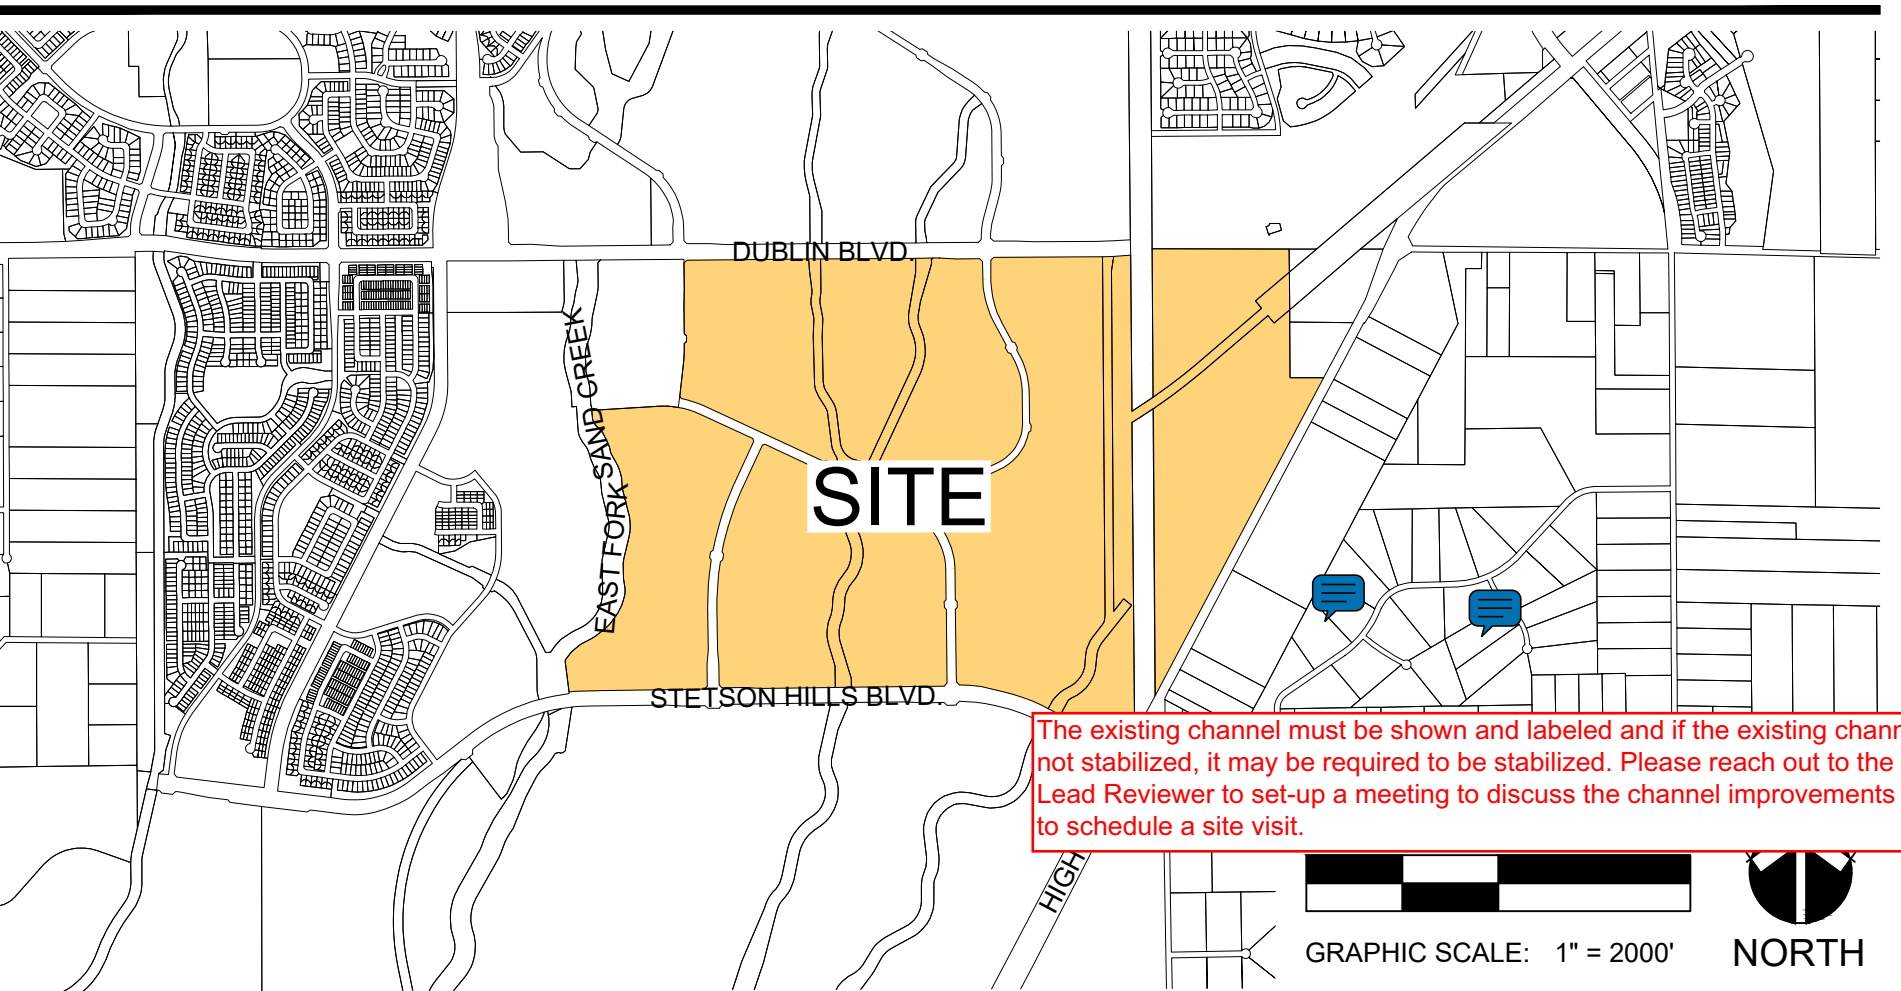 DUBLIN BLVD.
EAST FORK SAND CREEK
SITE
STETSON HILLS BLVD.
The existing channel must be shown and labeled and if the existing
not stabilized, it may be required to be stabilized. Please reach out to the
Lead Reviewer to set-up a meeting to discuss the channel improvements
to schedule a site visit.
HIGH
GRAPHIC SCALE: 1" = 2000'
NORTH